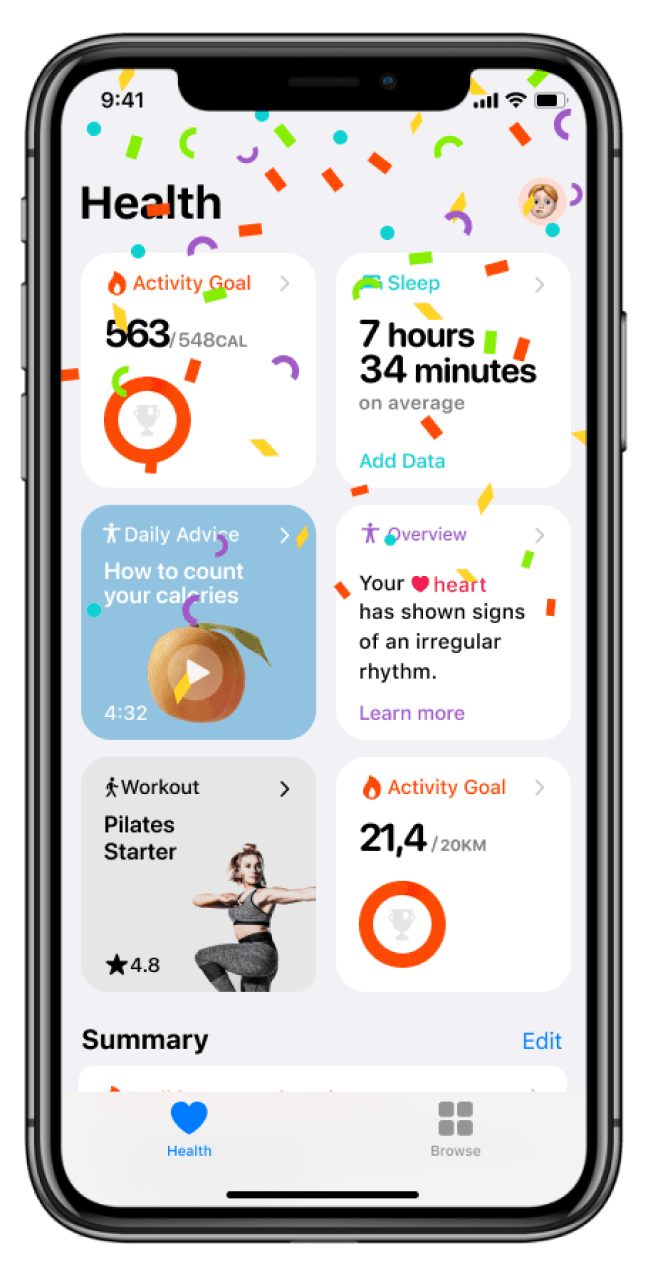 9:41
Health
Activity Goal
563/548CAL
Sleep
7 hours
34 minutes
on average
Add Data
Daily Advice
How to count
your calories
4:32
Overview
Your heart
has shown signs
of an irregular
rhythm.
Learn more
Workout
Pilates
Starter
4.8
Activity Goal
21,4/20KM
Summary
Edit
Health
Browse